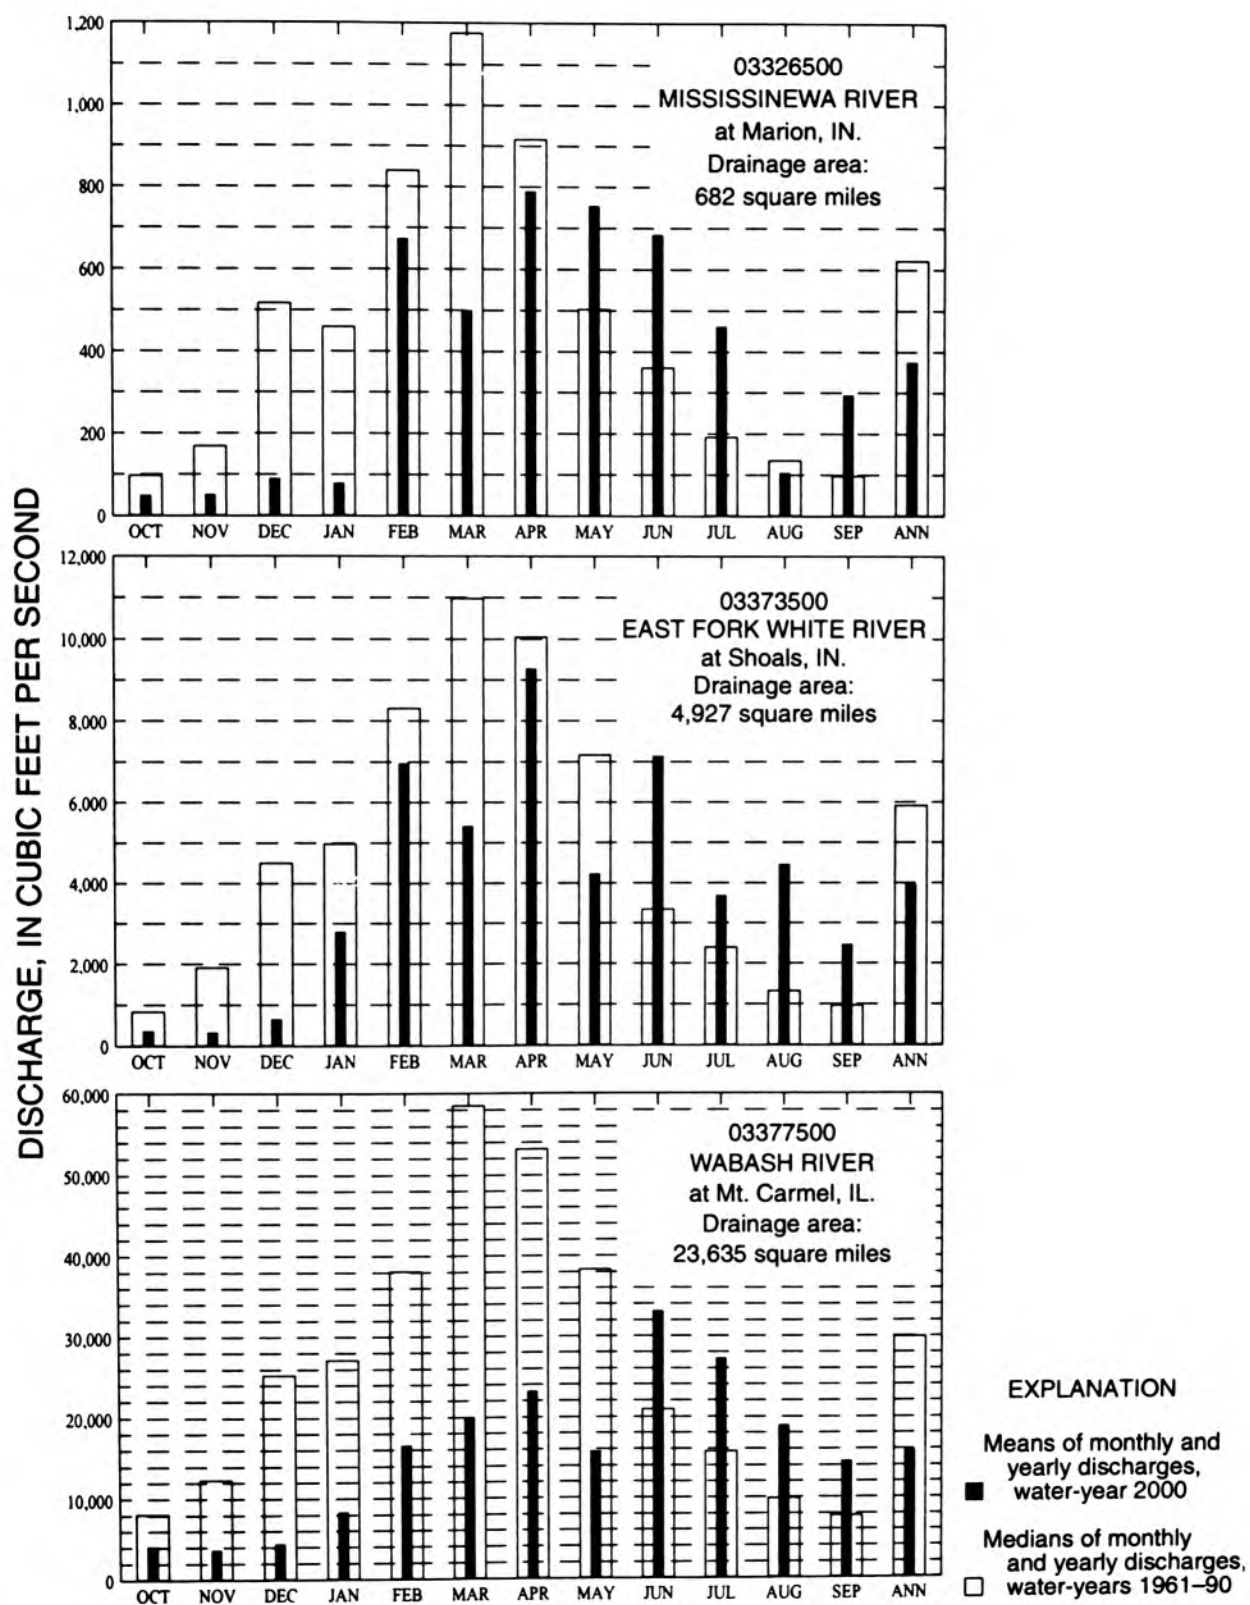 DISCHARGE, IN CUBIC FEET PER SECOND
1,200
1,000
800
600
400
200
0
03326500
MISSISSINEWA RIVER
at Marion, IN.
Drainage area:
682 square miles
OCT NOV DEC JAN FEB MAR APR MAY JUN JUL AUG SEP ANN
12,000
10,000
8,000
6,000
4,000
2,000
0
03373500
EAST FORK WHITE RIVER
at Shoals, IN.
Drainage area:
4,927 square miles
OCT NOV DEC JAN FEB MAR APR MAY JUN JUL AUG SEP ANN
60,000
50,000
40,000
30,000
20,000
10,000
0
03377500
WABASH RIVER
at Mt. Carmel, IL.
Drainage area:
23,635 square miles
OCT NOV DEC JAN FEB MAR APR MAY JUN JUL AUG SEP ANN
EXPLANATION
Means of monthly and
yearly discharges,
water-year 2000
Medians of monthly
and yearly discharges,
water-years 1961–90